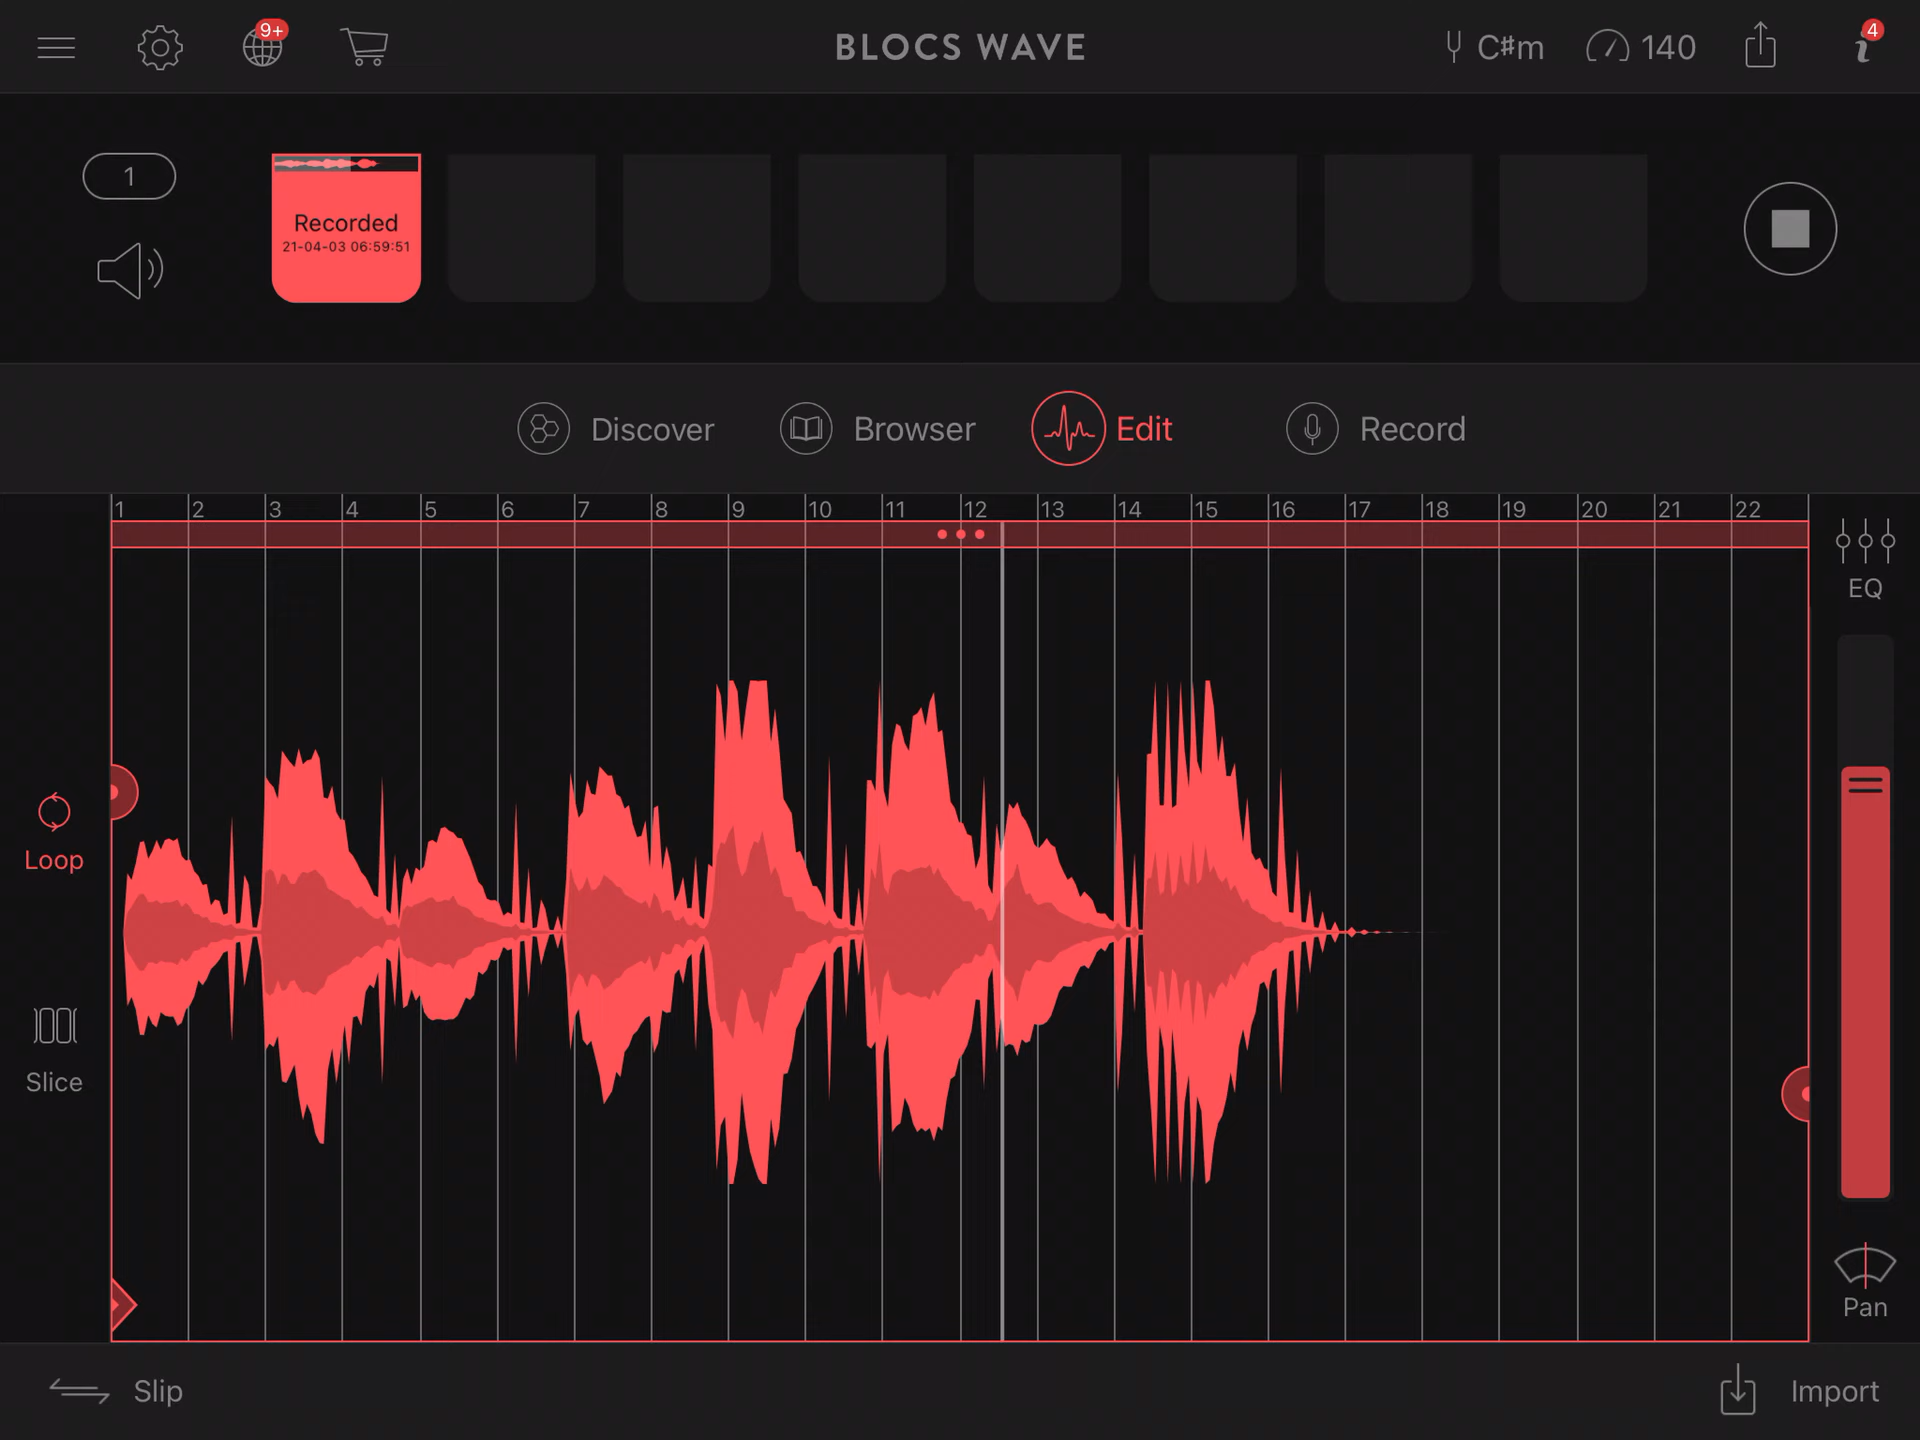 9+
BLOCS WAVE
C♯m
140
4
1
Recorded
21-04-03 06:59:51
Discover
Browser
Edit
Record
1 2 3 4 5 6 7 8 9 10 11 12 13 14 15 16 17 18 19 20 21 22
EQ
Loop
Slice
Pan
Slip
Import